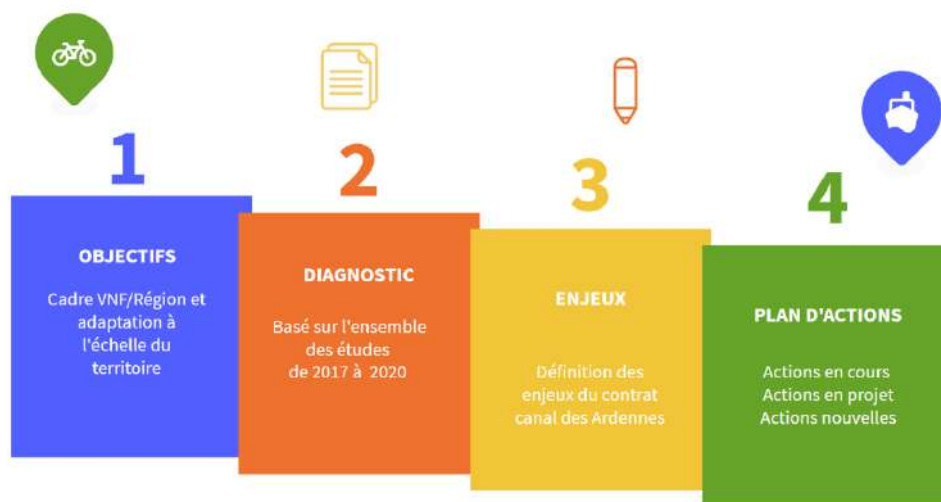 1
OBJECTIFS
Cadre VNF/Région et
adaptation à
l'échelle du
territoire
2
DIAGNOSTIC
Basé sur l'ensemble
des études
de 2017 à 2020
3
ENJEUX
Définition des
enjeux du contrat
canal des Ardennes
4
PLAN D'ACTIONS
Actions en cours
Actions en projet
Actions nouvelles